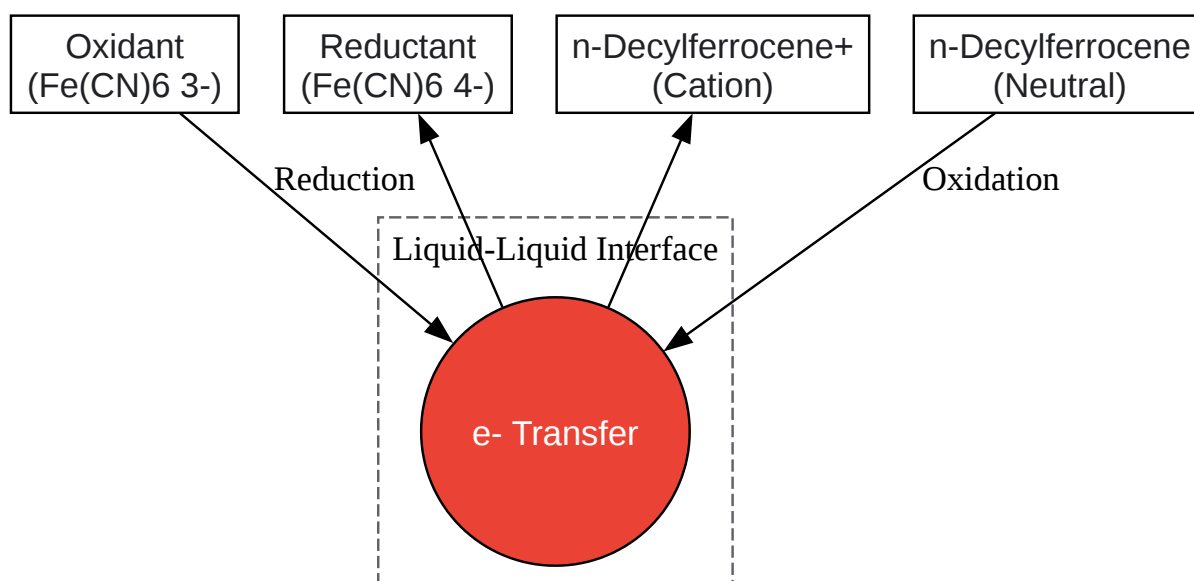 Oxidant
(Fe(CN)6 3-)
Reductant
(Fe(CN)6 4-)
n-Decylferrocene+
(Cation)
n-Decylferrocene
(Neutral)
Reduction
Oxidation
Liquid-Liquid Interface
e- Transfer